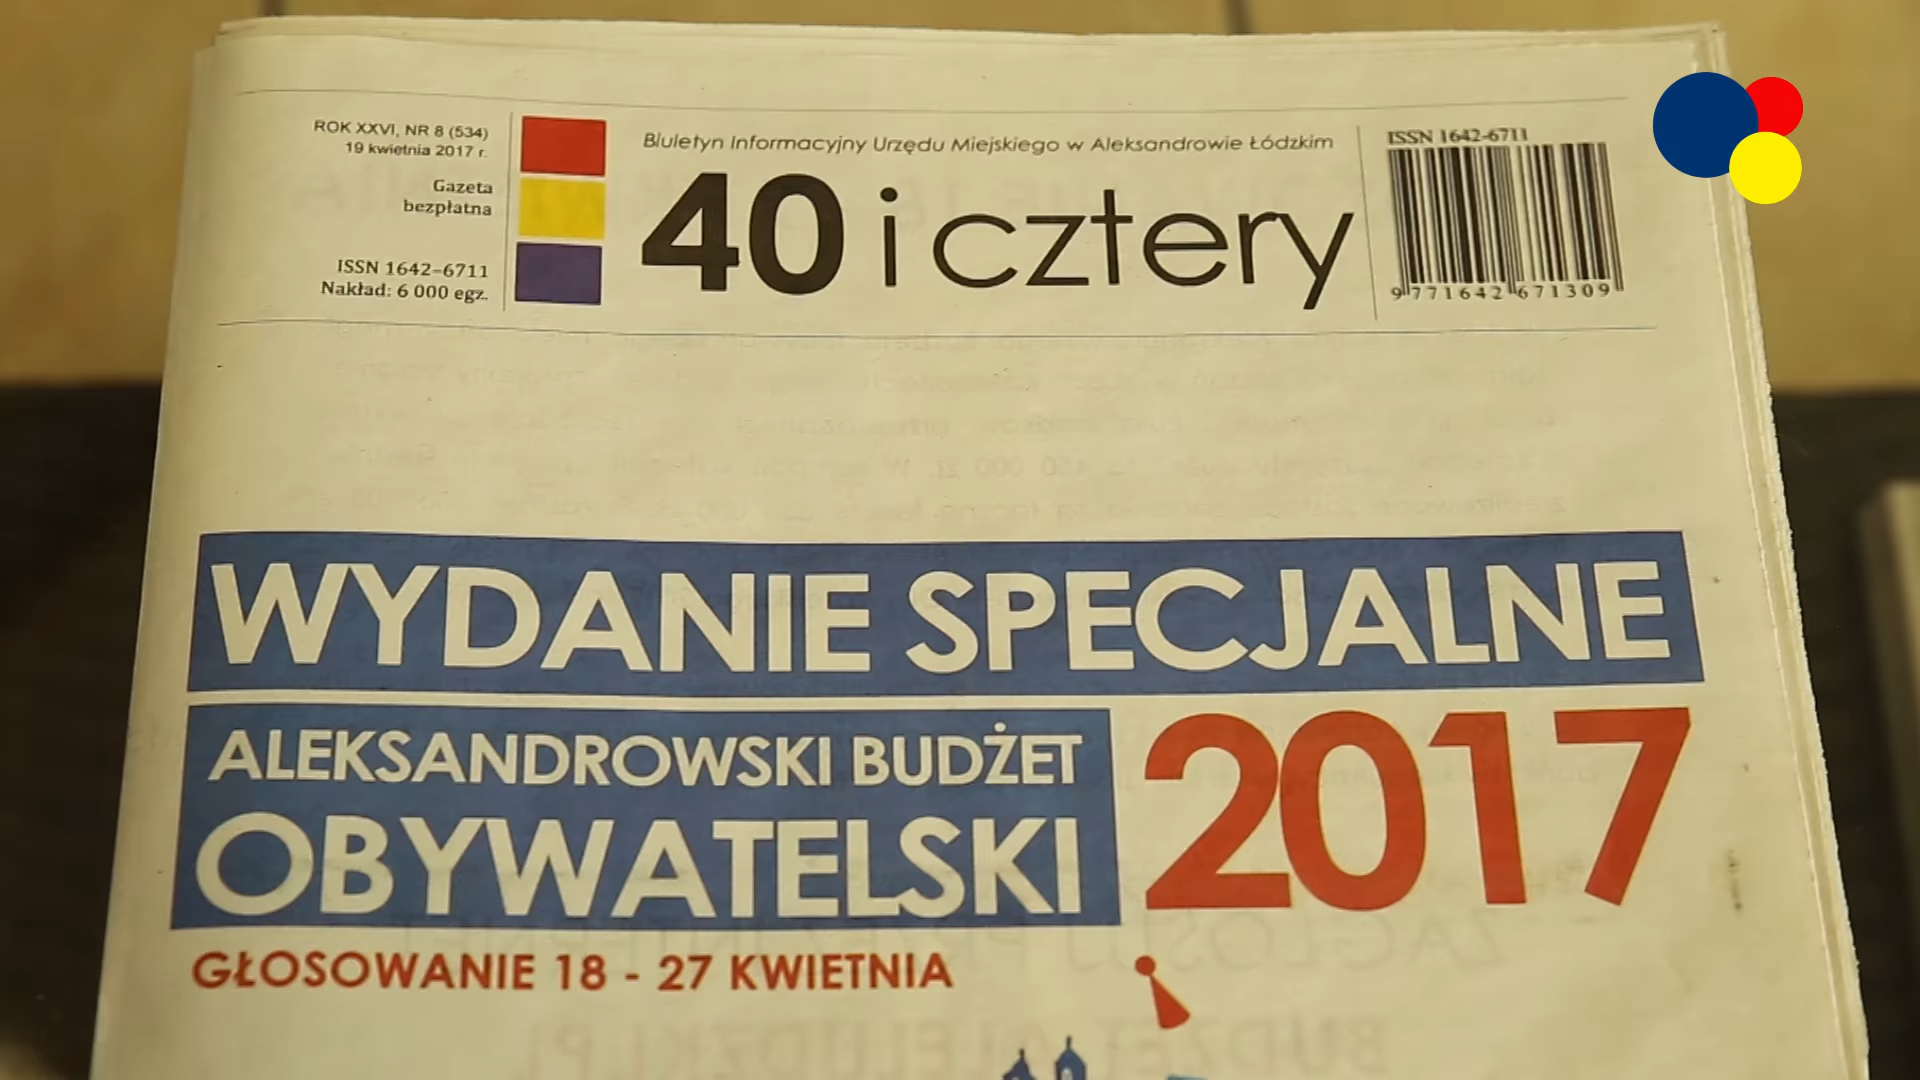 ROK XXVI, NR 8 (534)
19 kwietnia 2017 r.
Gazeta
bezpłatna
ISSN 1642-6711
Nakład: 6 000 egz.
Biuletyn Informacyjny Urzędu Miejskiego w Aleksandrowie Łódzkim
40 i cztery
ISSN 1642-6711
9 771642 671309
WYDANIE SPECJALNE
ALEKSANDROWSKI BUDŻET
OBYWATELSKI
2017
GŁOSOWANIE 18 - 27 KWIETNIA